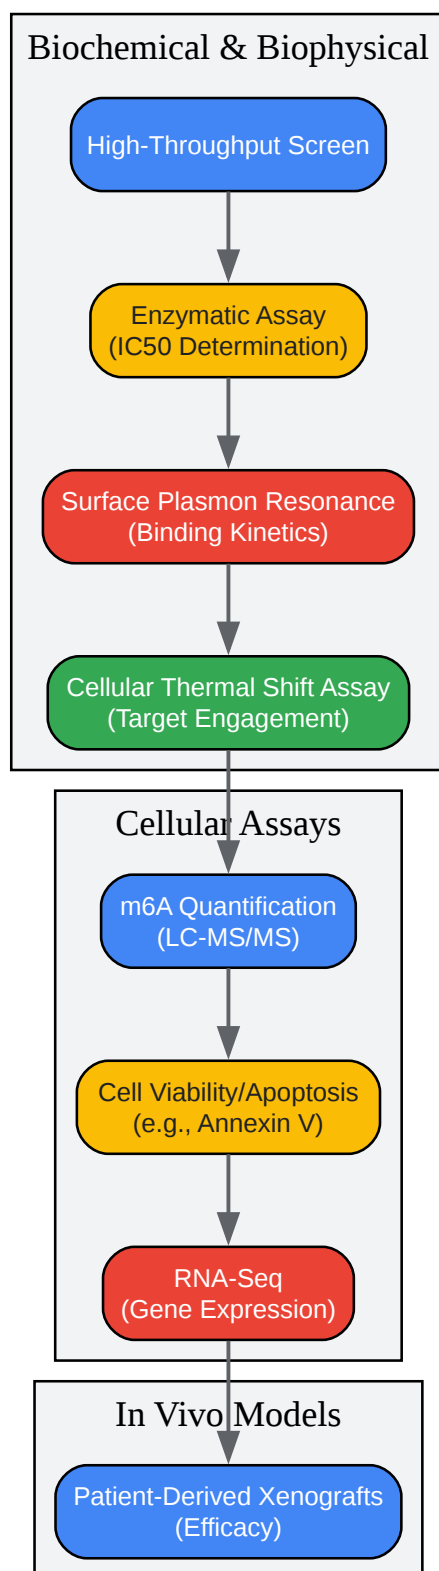 Biochemical & Biophysical
High-Throughput Screen
Enzymatic Assay
(IC50 Determination)
Surface Plasmon Resonance
(Binding Kinetics)
Cellular Thermal Shift Assay
(Target Engagement)
Cellular Assays
m6A Quantification
(LC-MS/MS)
Cell Viability/Apoptosis
(e.g., Annexin V)
RNA-Seq
(Gene Expression)
In Vivo Models
Patient-Derived Xenografts
(Efficacy)